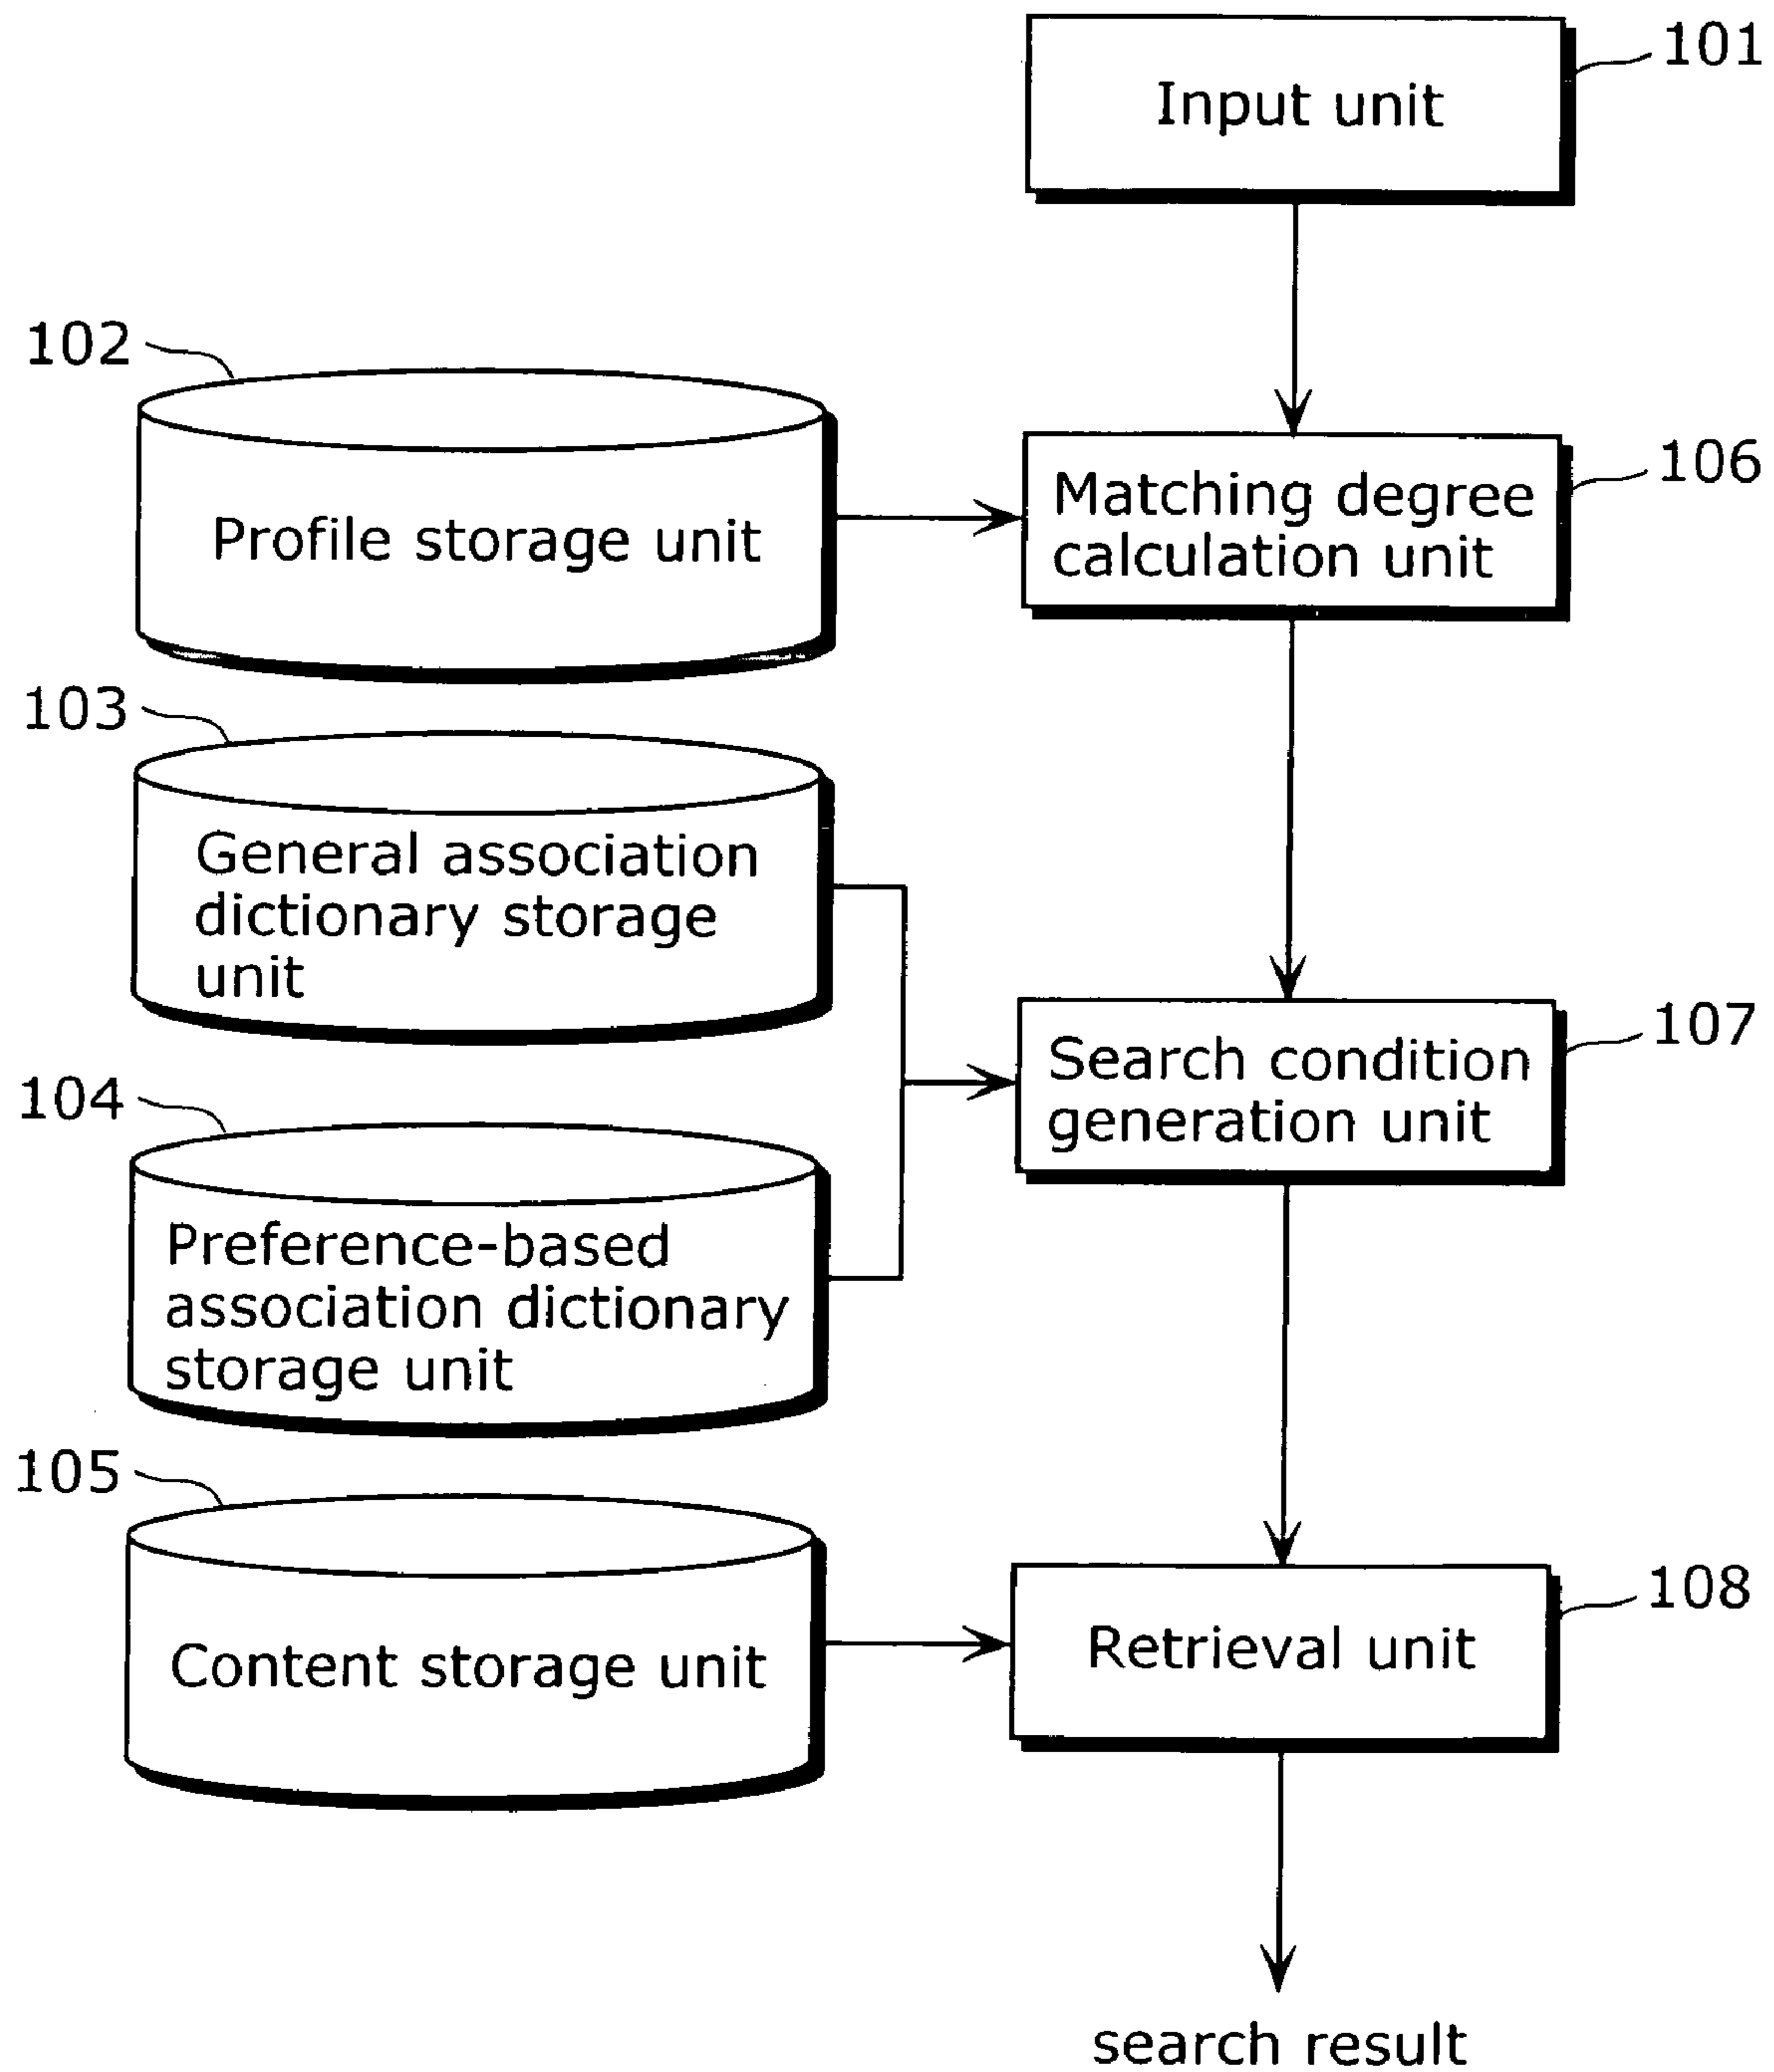 101
Input unit
102
Profile storage unit
106
Matching degree
calculation unit
103
General association
dictionary storage
unit
107
Search condition
generation unit
104
Preference-based
association dictionary
storage unit
105
Content storage unit
108
Retrieval unit
search result